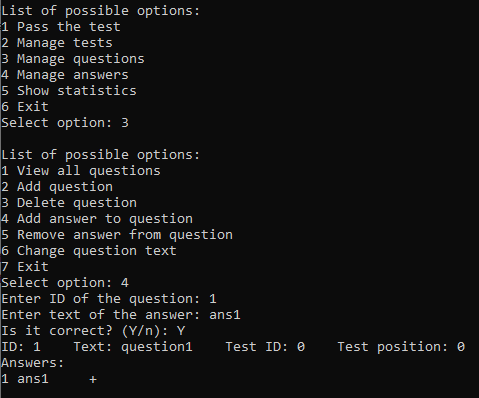 List of possible options:
1 Pass the test
2 Manage tests
3 Manage questions
4 Manage answers
5 Show statistics
6 Exit
Select option: 3

List of possible options:
1 View all questions
2 Add question
3 Delete question
4 Add answer to question
5 Remove answer from question
6 Change question text
7 Exit
Select option: 4
Enter ID of the question: 1
Enter text of the answer: ans1
Is it correct? (Y/n): Y
ID: 1    Text: question1    Test ID: 0    Test position: 0
Answers:
1 ans1     +